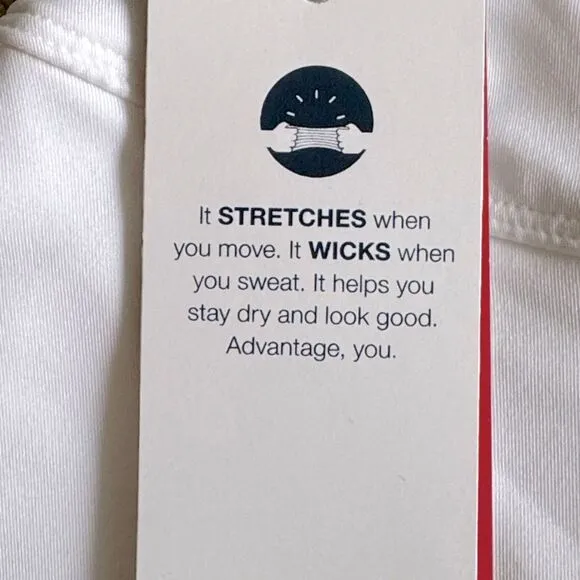 It STRETCHES when
you move. It WICKS when
you sweat. It helps you
stay dry and look good.
Advantage, you.